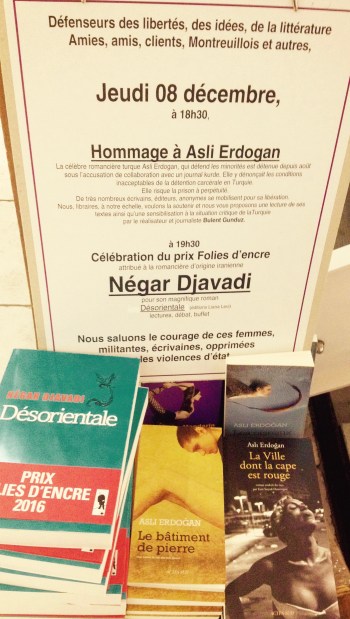 Défenseurs des libertés, des idées, de la littérature
Amies, amis, clients, Montreuillois et autres,
Jeudi 08 décembre,
à 18h30,
Hommage à Asli Erdogan
La célèbre romancière turque Asli Erdogan, qui défend les minorités est détenue depuis août
sous l'accusation de collaboration avec un journal kurde. Elle y dénonçait les conditions
inacceptables de la détention carcérale en Turquie.
Elle risque la prison à perpétuité.
De très nombreux écrivains, éditeurs, anonymes se mobilisent pour sa libération.
Nous, libraires, à notre échelle, voulons la soutenir et nous vous proposons une lecture de ses
textes ainsi qu'une sensibilisation à la situation critique de la Turquie
par le réalisateur et journaliste Bulent Gunduz.
à 19h30
Célébration du prix Folies d'encre
attribué à la romancière d'origine iranienne
Négar Djavadi
pour son magnifique roman
Désorientale
lectures, débat, buffet
Nous saluons le courage de ces femmes,
militantes, écrivaines, opprimées
les violences d'état
NÉGAR DJAVADI
Désorientale
PRIX
LIES D'ENCRE
2016
ASLI ERDOĞAN
ASLI ERDOĞAN
Le bâtiment
de pierre
Aslı Erdoğan
La Ville
dont la cape
est rouge